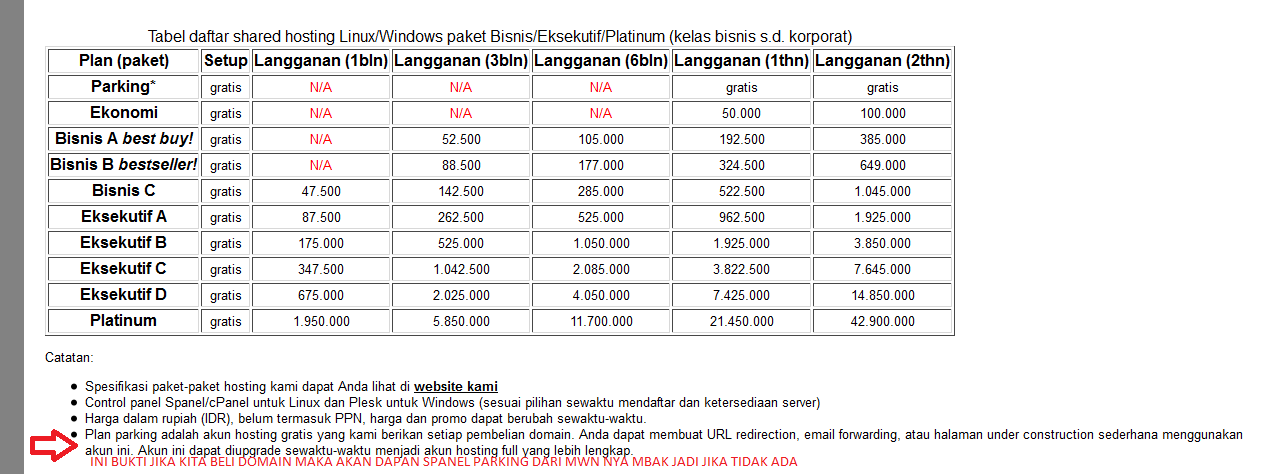 Tabel daftar shared hosting Linux/Windows paket Bisnis/Eksekutif/Platinum (kelas bisnis s.d. korporat)
Plan (paket) Setup Langganan (1bln) Langganan (3bln) Langganan (6bln) Langganan (1thn) Langganan (2thn)
Parking* gratis N/A N/A N/A gratis gratis
Ekonomi gratis N/A N/A N/A 50.000 100.000
Bisnis A best buy! gratis N/A 52.500 105.000 192.500 385.000
Bisnis B bestseller! gratis N/A 88.500 177.000 324.500 649.000
Bisnis C gratis 47.500 142.500 285.000 522.500 1.045.000
Eksekutif A gratis 87.500 262.500 525.000 962.500 1.925.000
Eksekutif B gratis 175.000 525.000 1.050.000 1.925.000 3.850.000
Eksekutif C gratis 347.500 1.042.500 2.085.000 3.822.500 7.645.000
Eksekutif D gratis 675.000 2.025.000 4.050.000 7.425.000 14.850.000
Platinum gratis 1.950.000 5.850.000 11.700.000 21.450.000 42.900.000
Catatan:
Spesifikasi paket-paket hosting kami dapat Anda lihat di website kami
Control panel Spanel/cPanel untuk Linux dan Plesk untuk Windows (sesuai pilihan sewaktu mendaftar dan ketersediaan server)
Harga dalam rupiah (IDR), belum termasuk PPN, harga dan promo dapat berubah sewaktu-waktu.
Plan parking adalah akun hosting gratis yang kami berikan setiap pembelian domain. Anda dapat membuat URL redirection, email forwarding, atau halaman under construction sederhana menggunakan
akun ini. Akun ini dapat diupgrade sewaktu-waktu menjadi akun hosting full yang lebih lengkap.
INI BUKTI JIKA KITA BELI DOMAIN MAKA AKAN DAPAN SPANEL PARKING DARI MWN NYA MBAK JADI JIKA TIDAK ADA